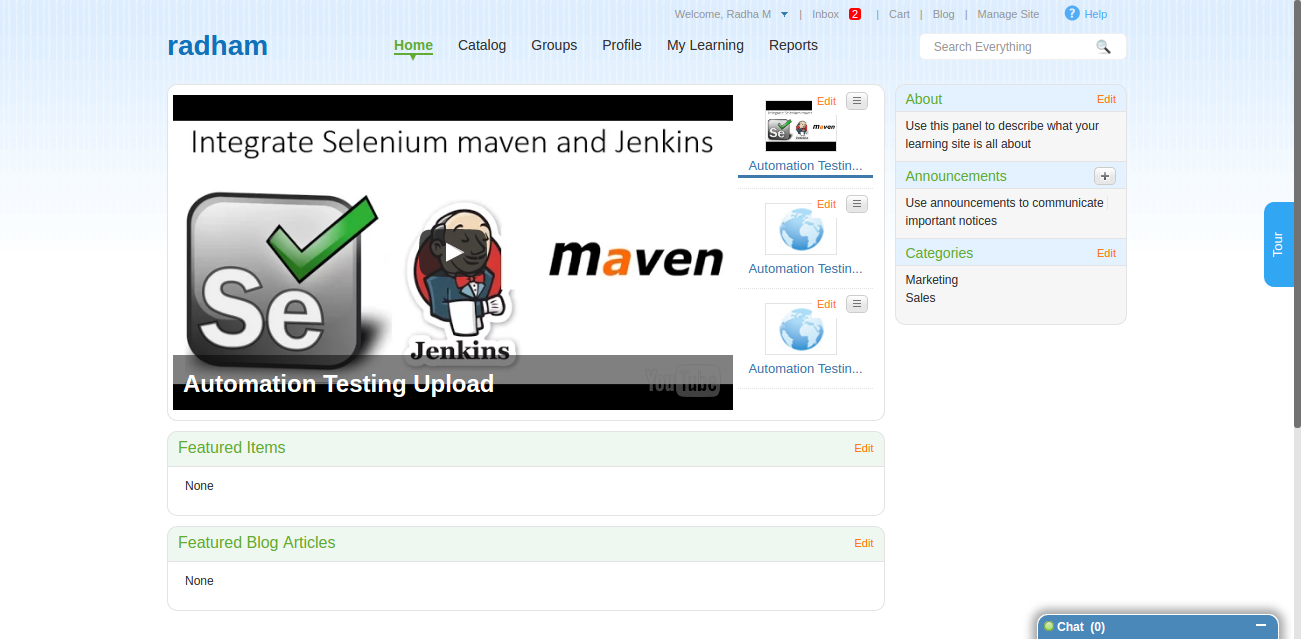 Welcome, Radha M | Inbox 2 | Cart | Blog | Manage Site ? Help
radham
Home Catalog Groups Profile My Learning Reports
Search Everything
Integrate Selenium maven and Jenkins
Se
Jenkins
maven
Automation Testing Upload
YouTube
Edit
Se
maven
Automation Testin...
Edit
Automation Testin...
Edit
Automation Testin...
About Edit
Use this panel to describe what your
learning site is all about
Announcements +
Use announcements to communicate
important notices
Categories Edit
Marketing
Sales
Tour
Featured Items Edit
None
Featured Blog Articles Edit
None
Chat (0)